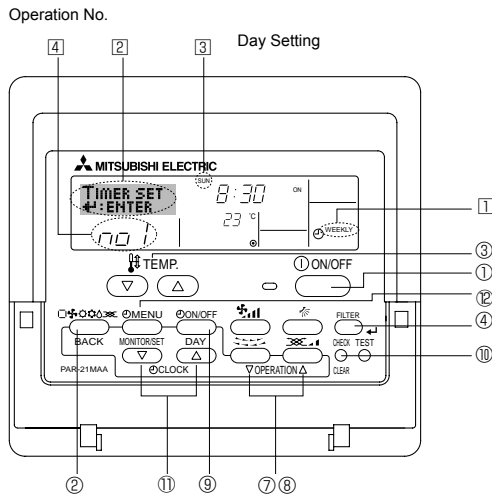 Operation No.
4 2 3 Day Setting
MITSUBISHI ELECTRIC
TIMER SET
↵:ENTER
SUN
8:30
ON
23 °C
WEEKLY
no 1
1
TEMP.
ON/OFF
③
①
⑫
④
⑩
MENU
ON/OFF
FILTER
BACK
MONITOR/SET
DAY
CHECK TEST
PAR-21MAA
CLOCK
▽OPERATION△
CLEAR
② ⑪ ⑨ ⑦⑧